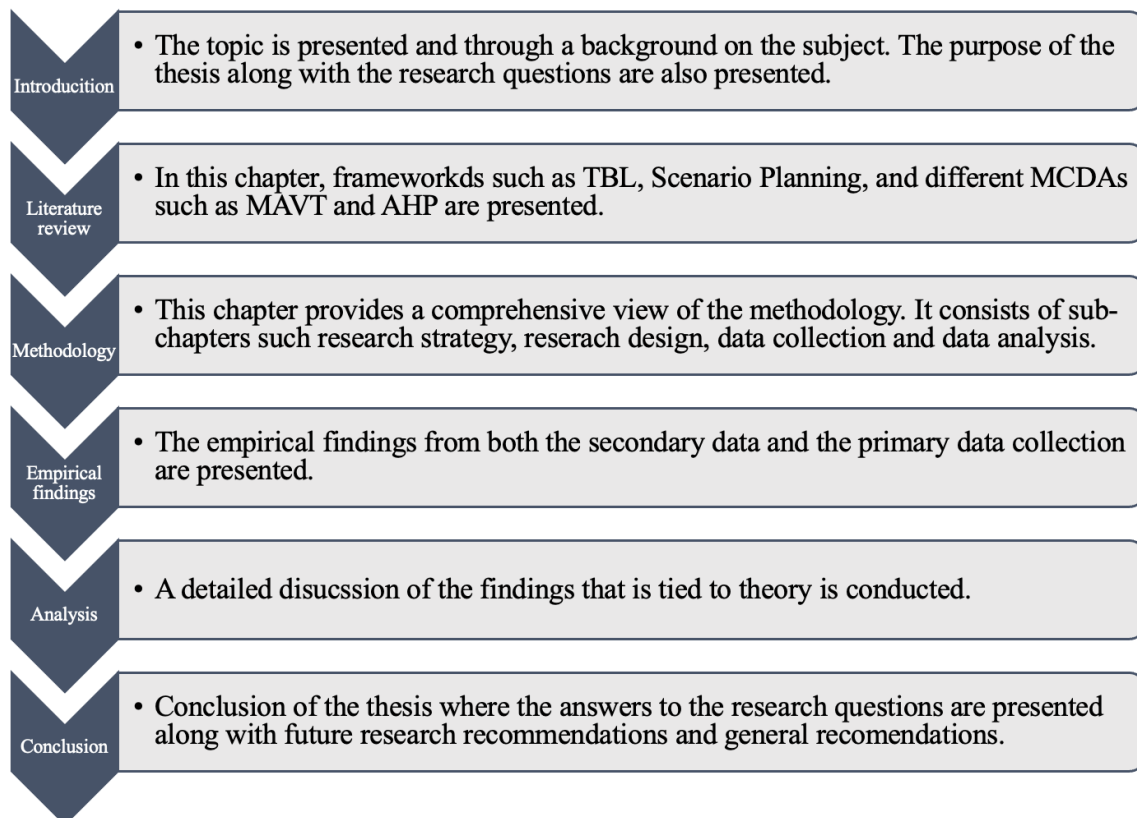 Introducition
• The topic is presented and through a background on the subject. The purpose of the
thesis along with the research questions are also presented.
Literature
review
• In this chapter, frameworkds such as TBL, Scenario Planning, and different MCDAs
such as MAVT and AHP are presented.
Methodology
• This chapter provides a comprehensive view of the methodology. It consists of sub-
chapters such research strategy, reserach design, data collection and data analysis.
Empirical
findings
• The empirical findings from both the secondary data and the primary data collection
are presented.
Analysis
• A detailed disucssion of the findings that is tied to theory is conducted.
Conclusion
• Conclusion of the thesis where the answers to the research questions are presented
along with future research recommendations and general recomendations.